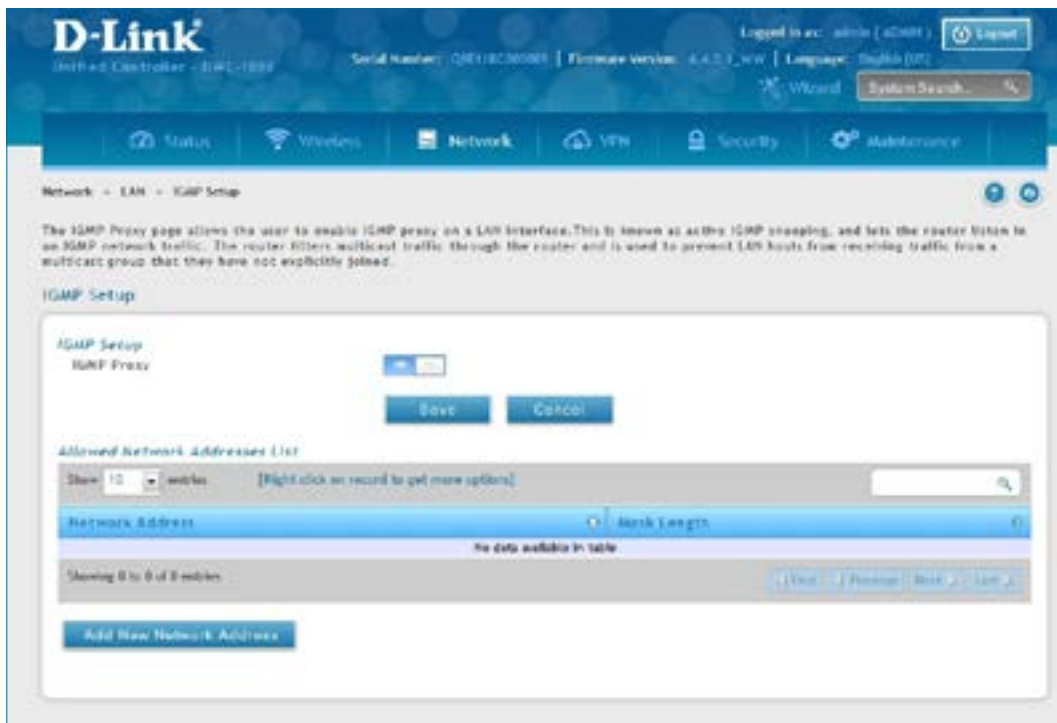 D-Link
Logged in as: admin ( ADMIN )
Logout
Unified Controller - DWC-1000
Serial Number: | Firmware Version: | Language: English [US]
Wizard
System Search...
Status
Wireless
Network
VPN
Security
Maintenance
Network » LAN » IGMP Setup
The IGMP Proxy page allows the user to enable IGMP proxy on a LAN interface.This is known as active IGMP snooping, and lets the router listen in
on IGMP network traffic. The router filters multicast traffic through the router and is used to prevent LAN hosts from receiving traffic from a
multicast group that they have not explicitly joined.
IGMP Setup
IGMP Setup
IGMP Proxy
Save
Cancel
Allowed Network Addresses List
Show 10 entries
[Right click on record to get more options]
Network Address
Mask Length
No data available in table
Showing 0 to 0 of 0 entries
First
Previous
Next
Last
Add New Network Address